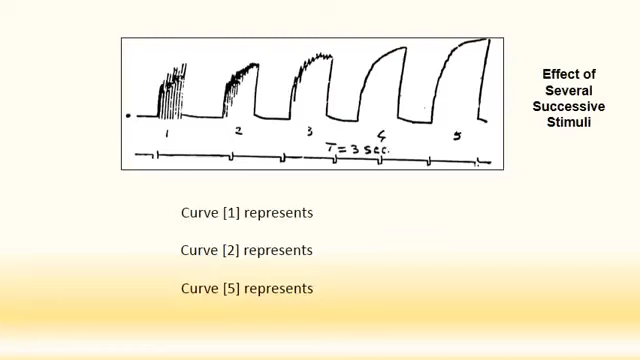 1 2 3 4 5
T = 3 sec.
Effect of
Several
Successive
Stimuli
Curve [1] represents
Curve [2] represents
Curve [5] represents